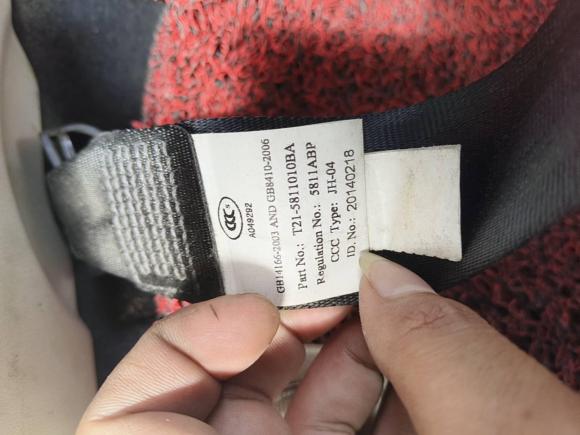 CCC S
A049292
GB14166-2003 AND GB8410-2006
Part No.: T21-5811010BA
Regulation No.: 5811ABP
CCC Type: JH-04
ID. No.: 20140218